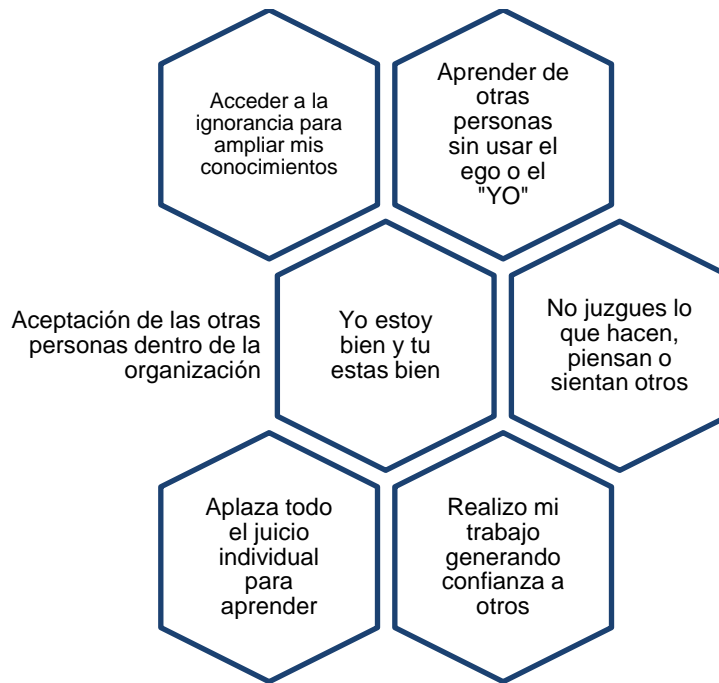 Acceder a la
ignorancia para
ampliar mis
conocimientos
Aprender de
otras
personas
sin usar el
ego o el
"YO"
Aceptación de las otras
personas dentro de la
organización
Yo estoy
bien y tu
estas bien
No juzgues lo
que hacen,
piensan o
sientan otros
Aplaza todo
el juicio
individual
para
aprender
Realizo mi
trabajo
generando
confianza a
otros